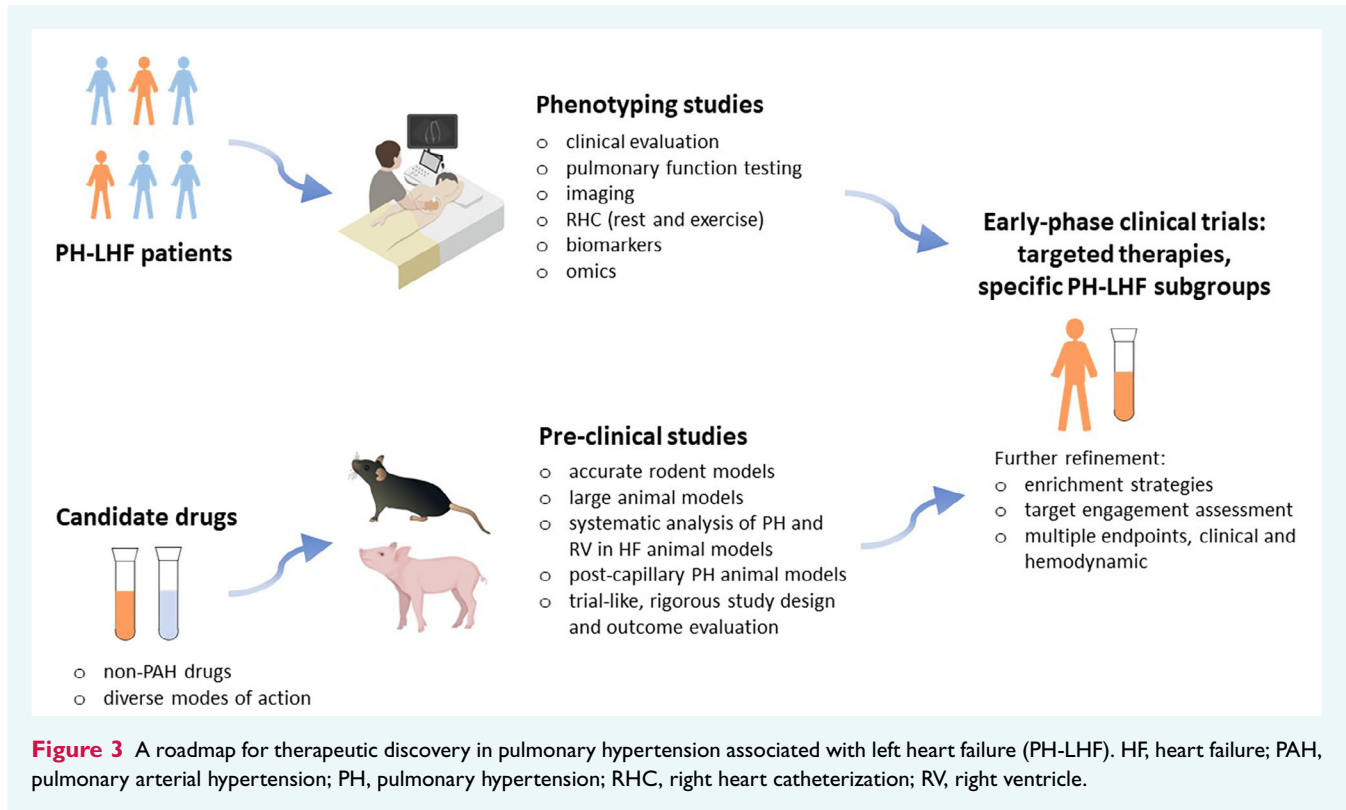 PH-LHF patients
Phenotyping studies
o clinical evaluation
o pulmonary function testing
o imaging
o RHC (rest and exercise)
o biomarkers
o omics
Candidate drugs
o non-PAH drugs
o diverse modes of action
Pre-clinical studies
o accurate rodent models
o large animal models
o systematic analysis of PH and
RV in HF animal models
o post-capillary PH animal models
o trial-like, rigorous study design
and outcome evaluation
Early-phase clinical trials:
targeted therapies,
specific PH-LHF subgroups
Further refinement:
o enrichment strategies
o target engagement assessment
o multiple endpoints, clinical and
hemodynamic
Figure 3 A roadmap for therapeutic discovery in pulmonary hypertension associated with left heart failure (PH-LHF). HF, heart failure; PAH,
pulmonary arterial hypertension; PH, pulmonary hypertension; RHC, right heart catheterization; RV, right ventricle.